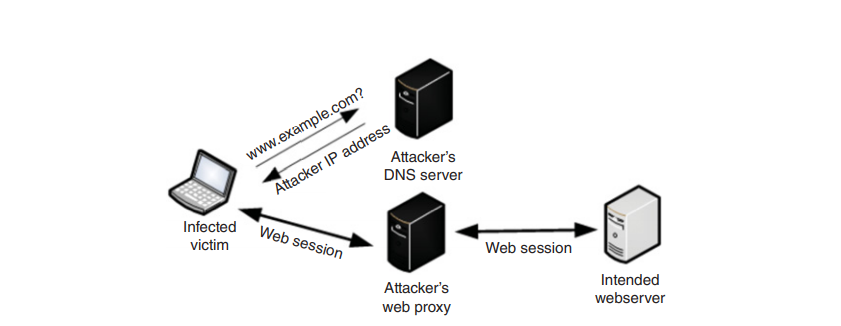 www.example.com?
Attacker IP address
Attacker's
DNS server
Infected
victim
Web session
Attacker's
web proxy
Web session
Intended
webserver